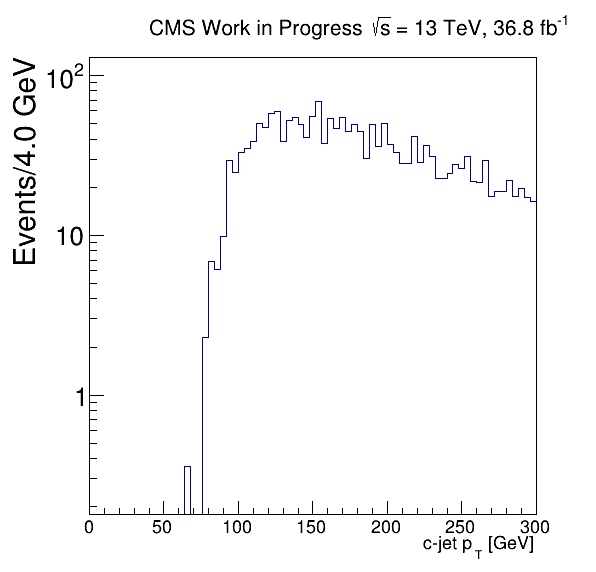 CMS Work in Progress √s = 13 TeV, 36.8 fb⁻¹
Events/4.0 GeV
10²
10
1
0 50 100 150 200 250 300
c-jet p_T [GeV]